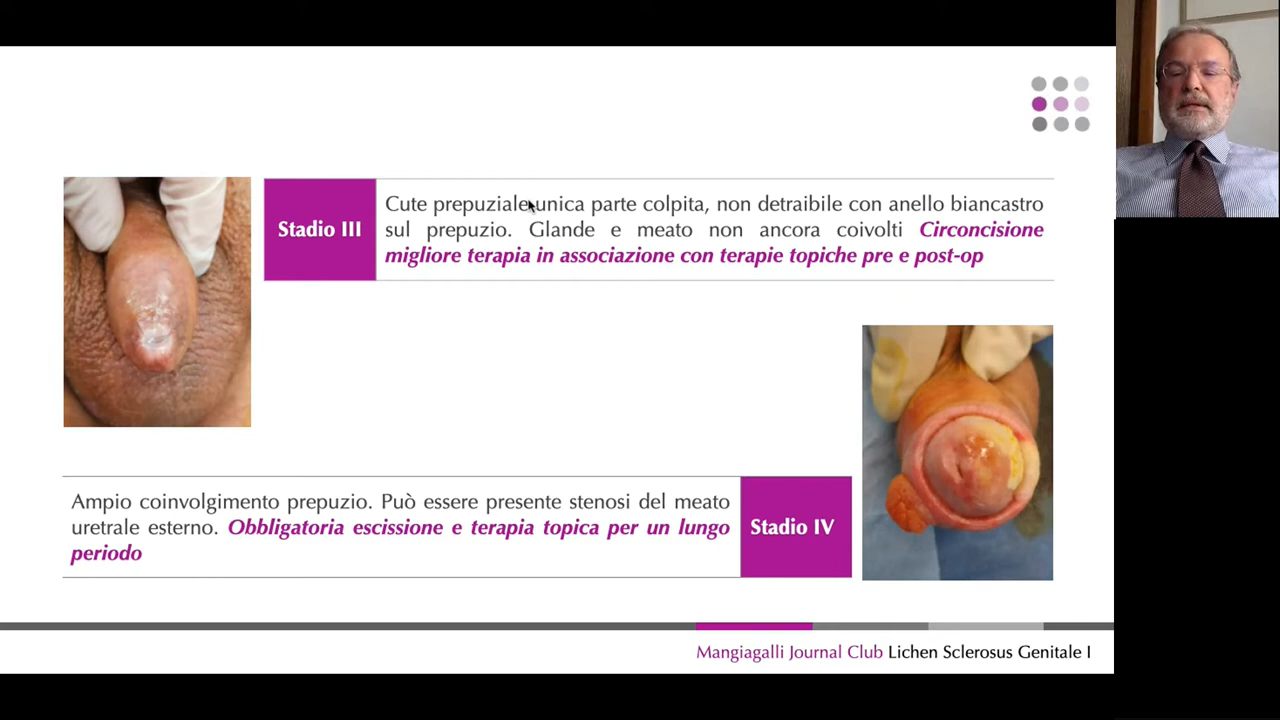 Stadio III
Cute prepuziale unica parte colpita, non detraibile con anello biancastro
sul prepuzio. Glande e meato non ancora coivolti Circoncisione
migliore terapia in associazione con terapie topiche pre e post-op
Ampio coinvolgimento prepuzio. Può essere presente stenosi del meato
uretrale esterno. Obbligatoria escissione e terapia topica per un lungo
periodo
Stadio IV
Mangiagalli Journal Club Lichen Sclerosus Genitale I